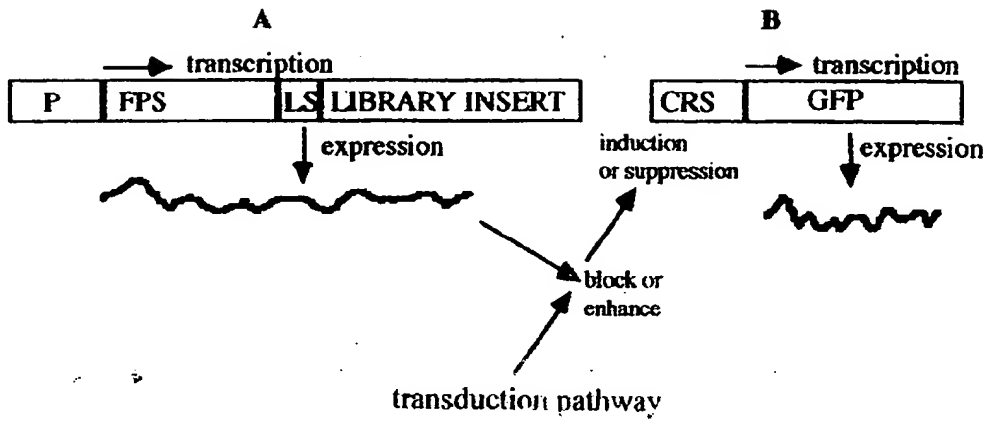 A
B
transcription
transcription
P
FPS
LS
LIBRARY INSERT
CRS
GFP
expression
induction
or suppression
expression
block or
enhance
transduction pathway